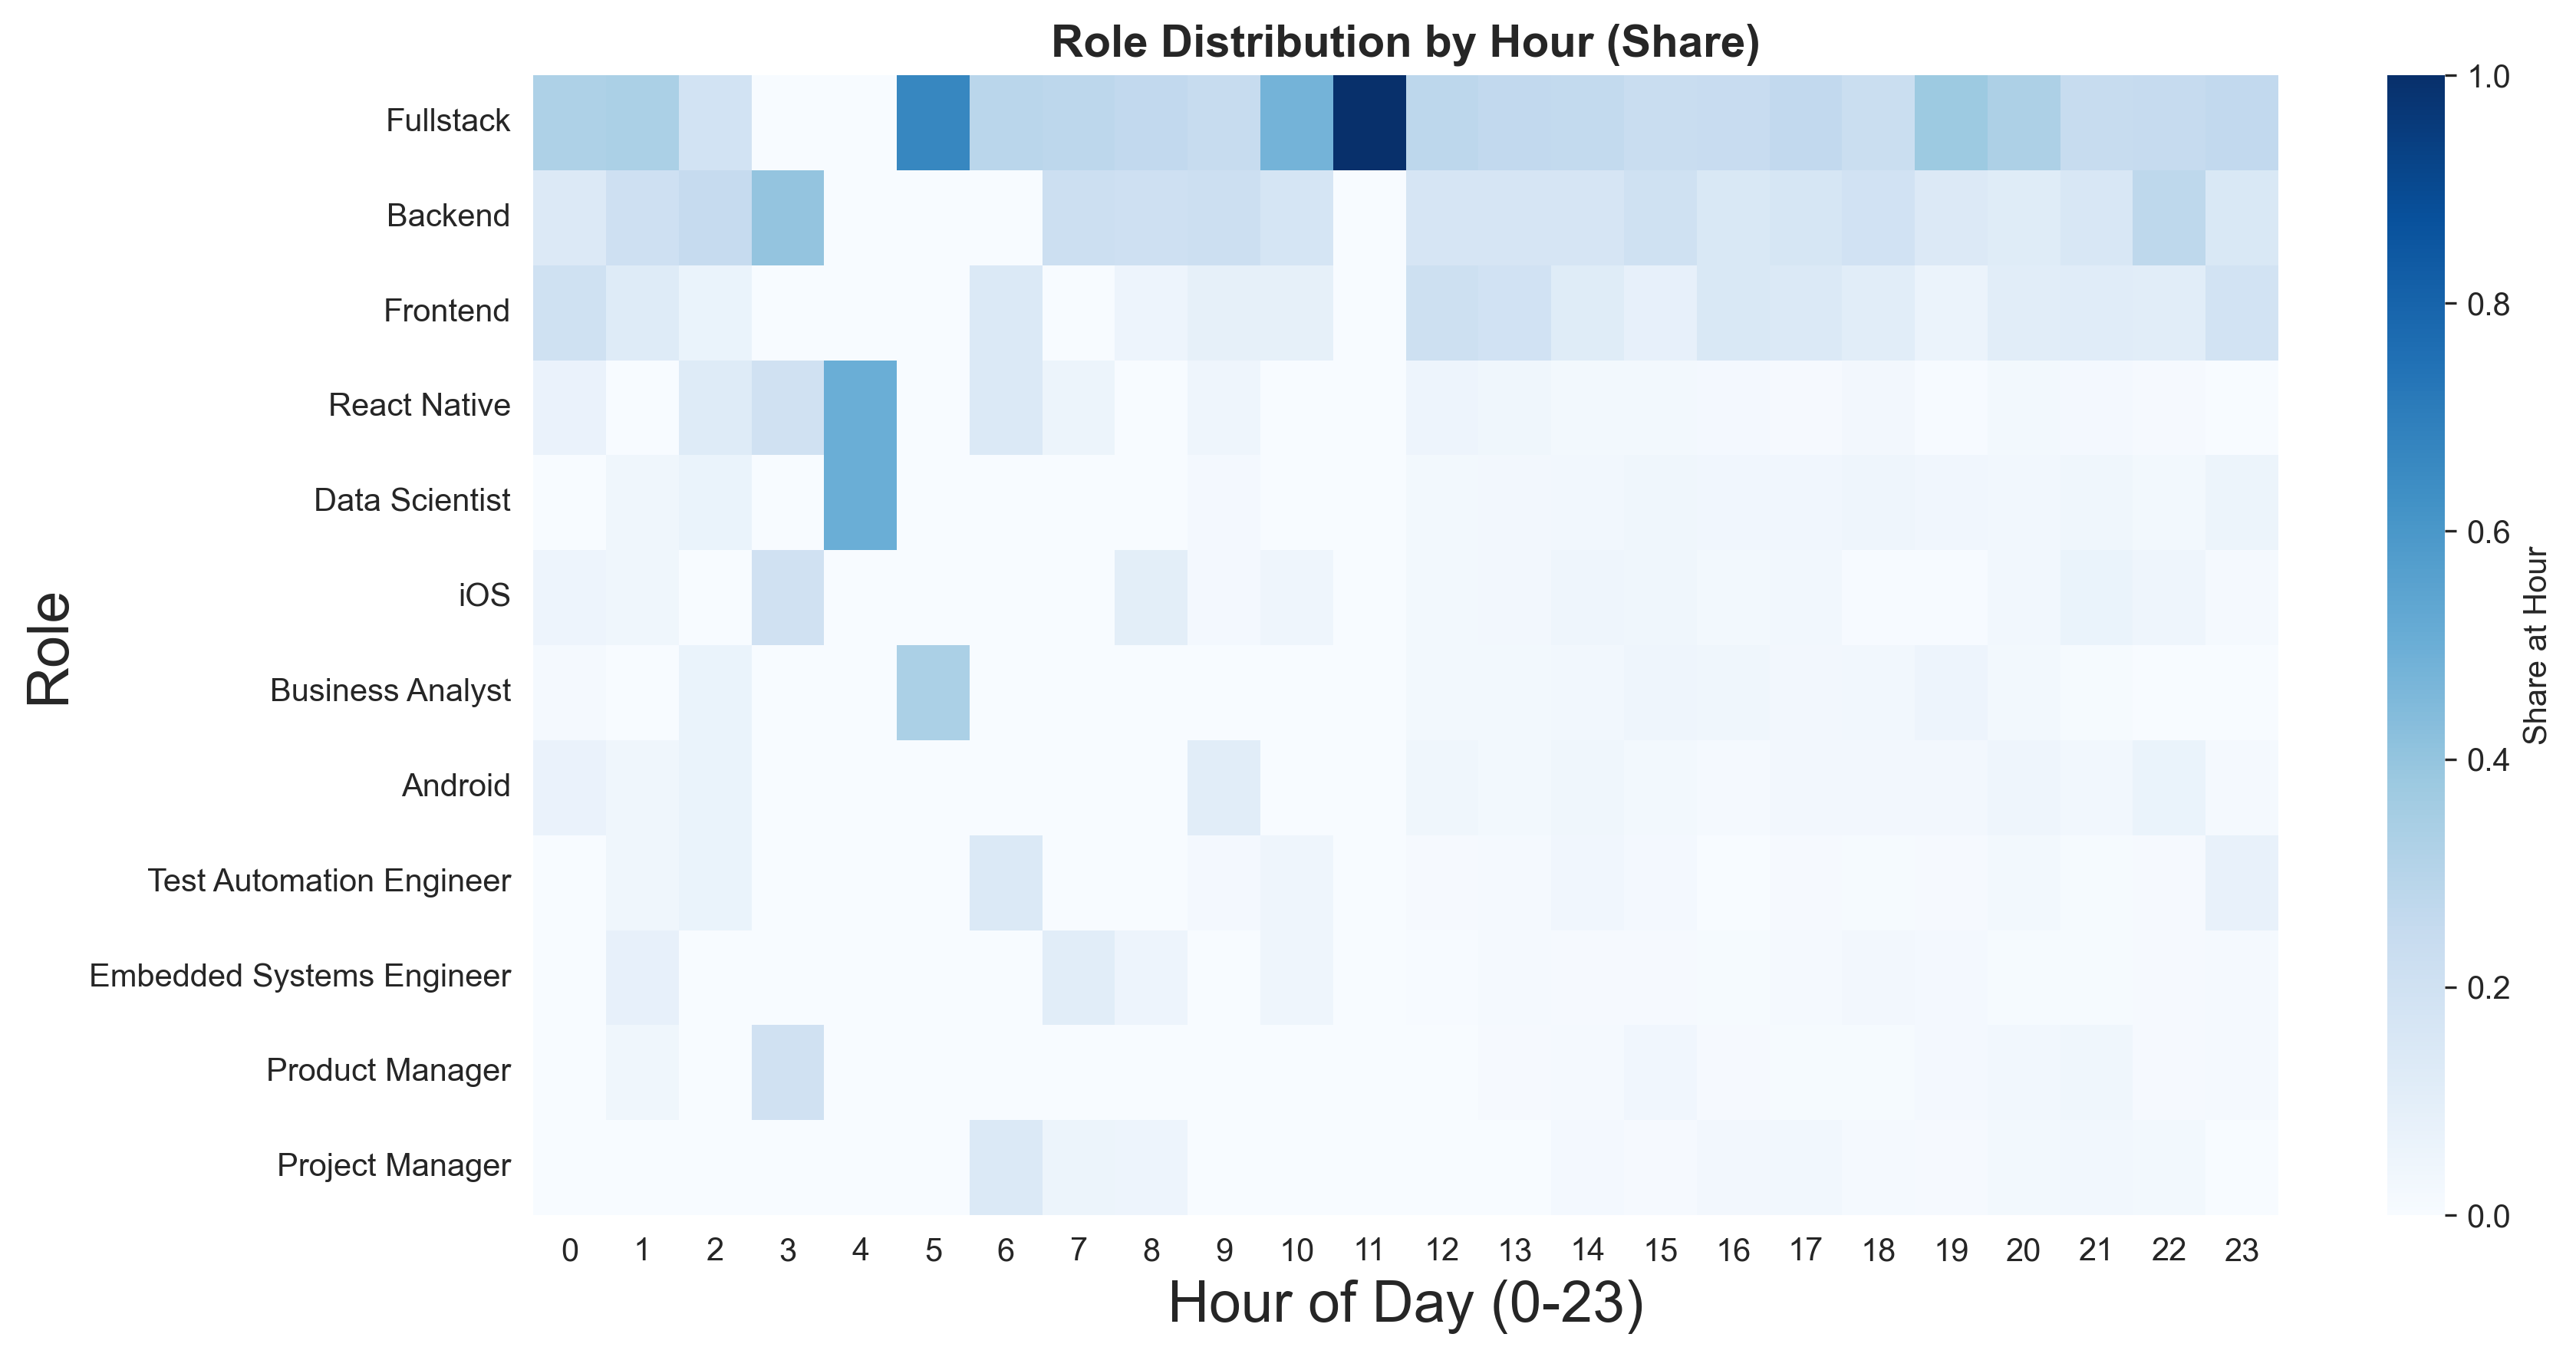 Role Distribution by Hour (Share)
Role
Fullstack
Backend
Frontend
React Native
Data Scientist
iOS
Business Analyst
Android
Test Automation Engineer
Embedded Systems Engineer
Product Manager
Project Manager
0 1 2 3 4 5 6 7 8 9 10 11 12 13 14 15 16 17 18 19 20 21 22 23
Hour of Day (0-23)
1.0
0.8
0.6
0.4
0.2
0.0
Share at Hour